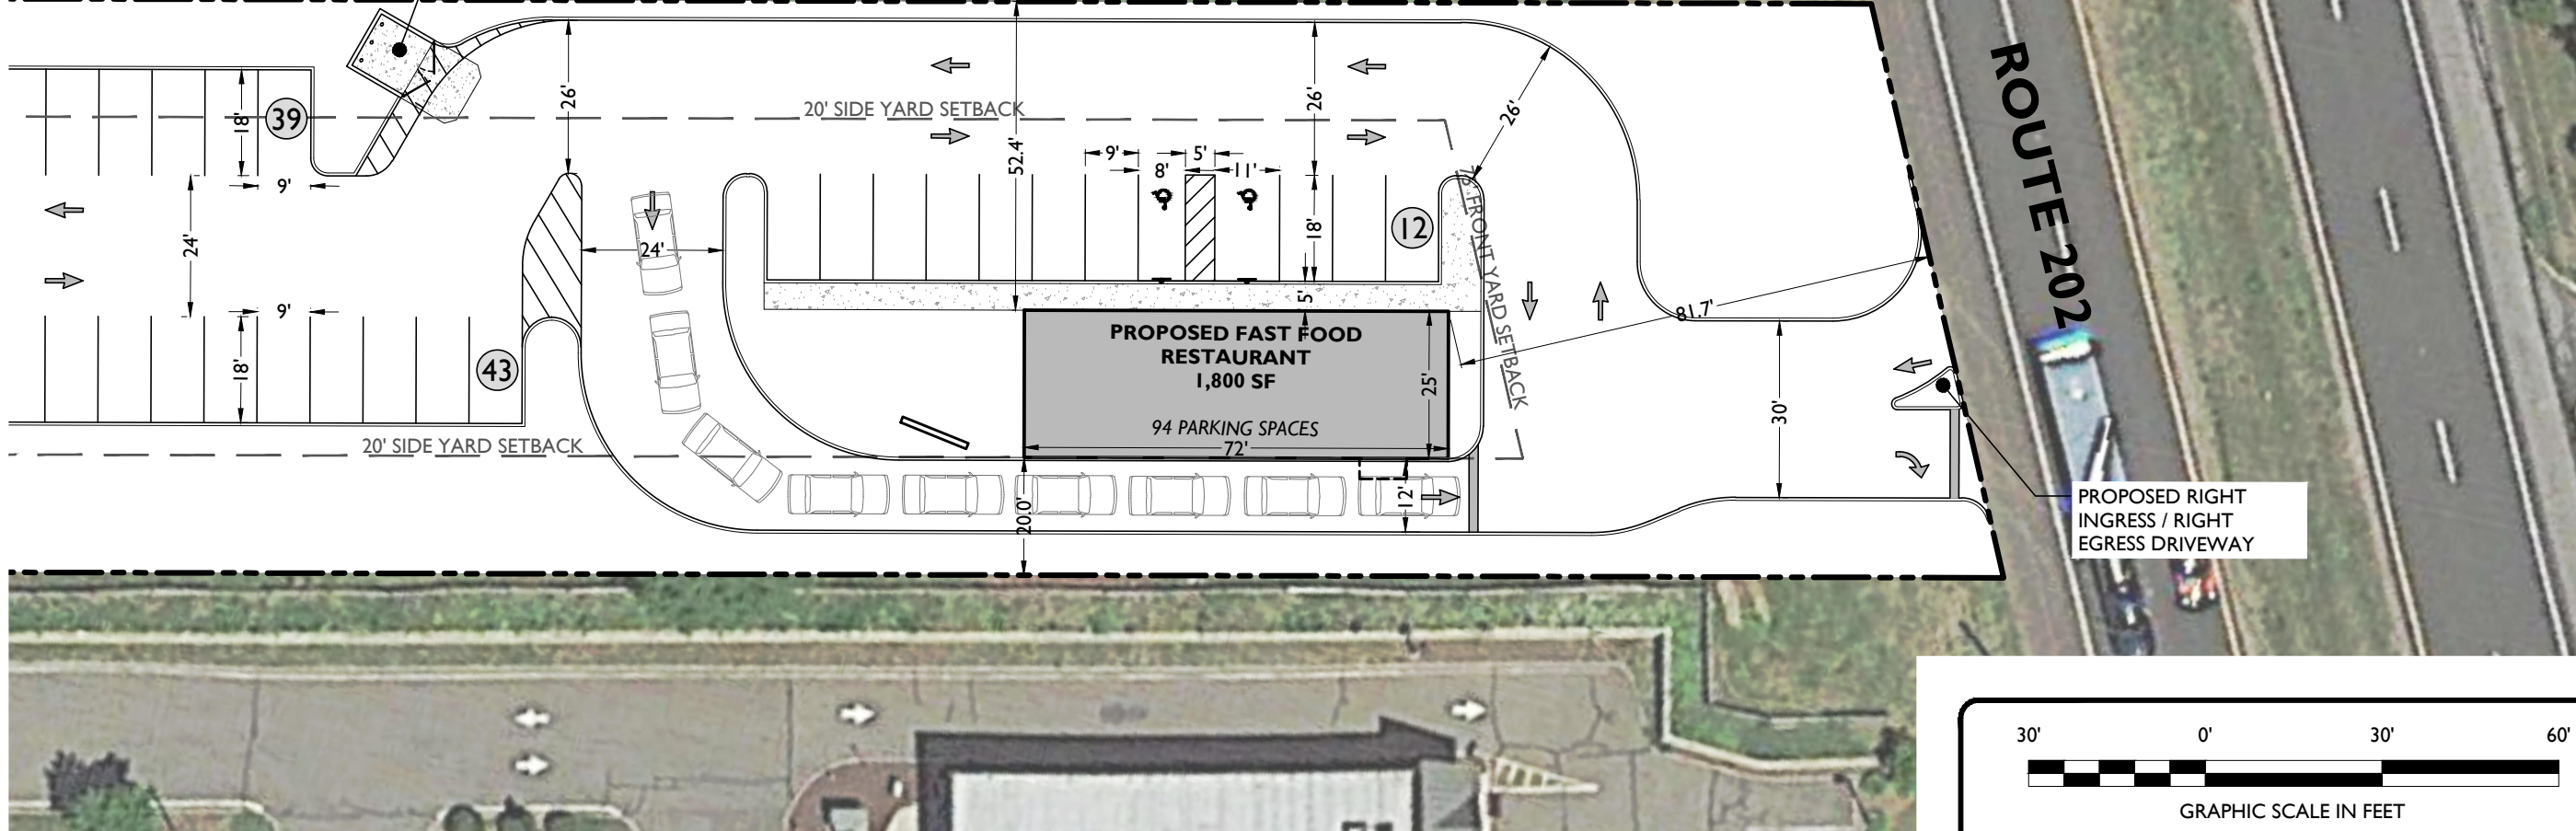 26'
20' SIDE YARD SETBACK
52.4'
26'
26'
ROUTE 202
18'
39
9'
24'
9'
18'
43
24'
9'
8'
5'
11'
18'
12
75' FRONT YARD SETBACK
5'
81.7'
PROPOSED FAST FOOD
RESTAURANT
1,800 SF
94 PARKING SPACES
72'
25'
20' SIDE YARD SETBACK
20.0'
12'
30'
PROPOSED RIGHT
INGRESS / RIGHT
EGRESS DRIVEWAY
30' 0' 30' 60'
GRAPHIC SCALE IN FEET